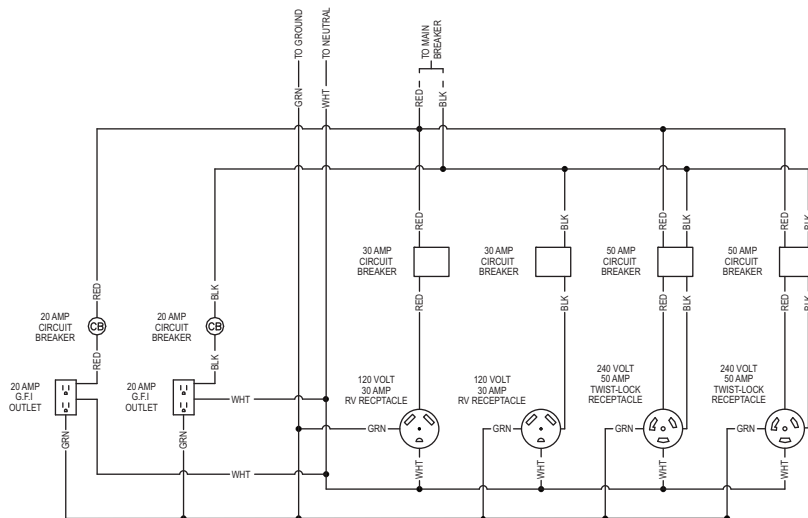 TO GROUND
TO NEUTRAL
TO MAIN
BREAKER
GRN
WHT
RED
BLK
RED
BLK
RED
BLK
RED
BLK
30 AMP
CIRCUIT
BREAKER
30 AMP
CIRCUIT
BREAKER
50 AMP
CIRCUIT
BREAKER
50 AMP
CIRCUIT
BREAKER
RED
BLK
RED
BLK
RED
BLK
RED
BLK
20 AMP
CIRCUIT
BREAKER
CB
20 AMP
CIRCUIT
BREAKER
CB
RED
BLK
20 AMP
G.F.I
OUTLET
20 AMP
G.F.I
OUTLET
120 VOLT
30 AMP
RV RECPTACLE
120 VOLT
30 AMP
RV RECEPTACLE
240 VOLT
50 AMP
TWIST-LOCK
RECEPTACLE
240 VOLT
50 AMP
TWIST-LOCK
RECEPTACLE
WHT
GRN
GRN
GRN
GRN
GRN
GRN
WHT
WHT
WHT
WHT
WHT